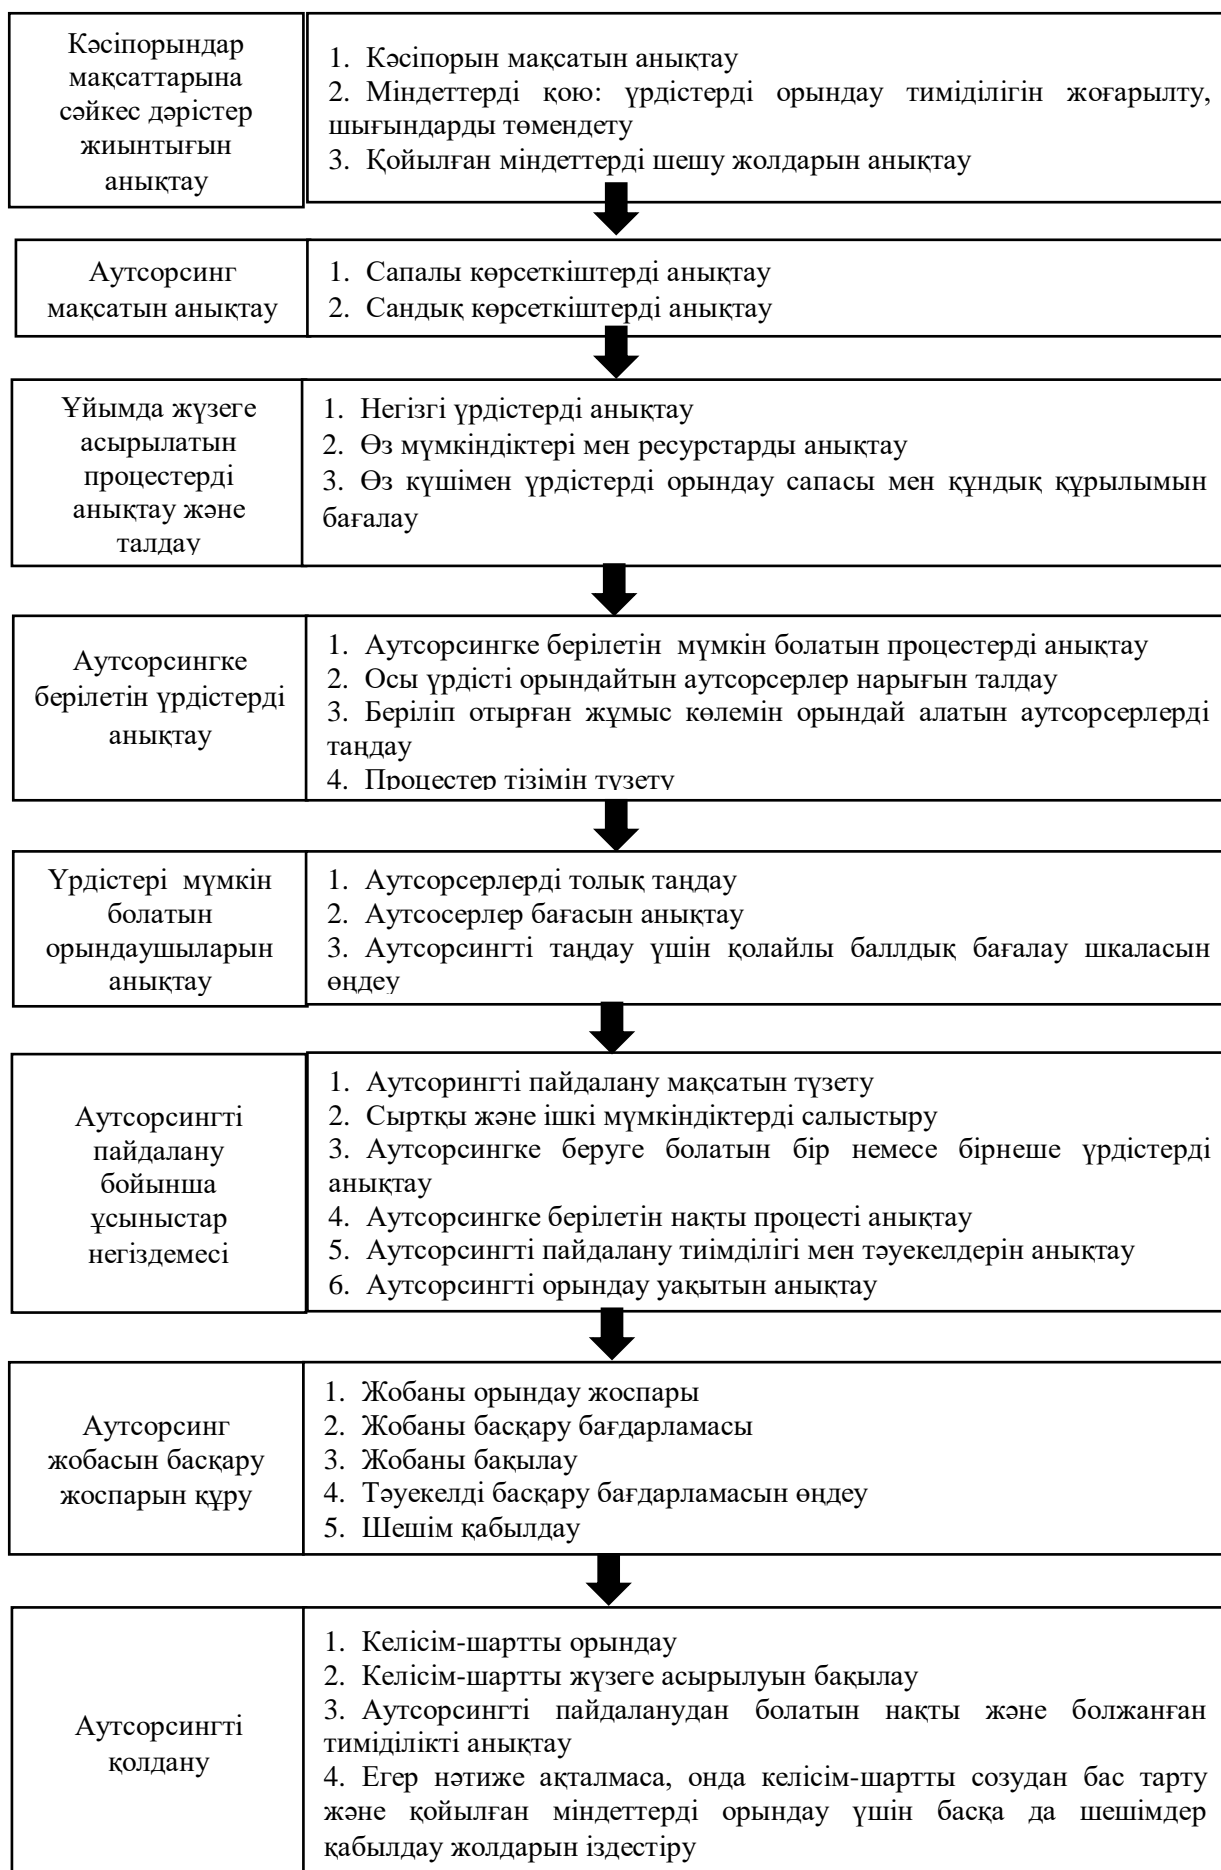 Кәсіпорындар
мақсаттарына
сәйкес дәрістер
жиынтығын
анықтау
1. Кәсіпорын мақсатын анықтау
2. Міндеттерді қою: үрдістерді орындау тиміділігін жоғарылту,
шығындарды төмендету
3. Қойылған міндеттерді шешу жолдарын анықтау
Аутсорсинг
мақсатын анықтау
1. Сапалы көрсеткіштерді анықтау
2. Сандық көрсеткіштерді анықтау
Ұйымда жүзеге
асырылатын
процестерді
анықтау және
талдау
1. Негізгі үрдістерді анықтау
2. Өз мүмкіндіктері мен ресурстарды анықтау
3. Өз күшімен үрдістерді орындау сапасы мен құндық құрылымын
бағалау
Аутсорсингке
берілетін үрдістерді
анықтау
1. Аутсорсингке берілетін  мүмкін болатын процестерді анықтау
2. Осы үрдісті орындайтын аутсорсерлер нарығын талдау
3. Беріліп отырған жұмыс көлемін орындай алатын аутсорсерлерді
таңдау
4. Процестер тізімін түзету
Үрдістері  мүмкін
болатын
орындаушыларын
анықтау
1. Аутсорсерлерді толық таңдау
2. Аутсосерлер бағасын анықтау
3. Аутсорсингті таңдау үшін қолайлы баллдық бағалау шкаласын
өңдеу
Аутсорсингті
пайдалану
бойынша
ұсыныстар
негіздемесі
1. Аутсорингті пайдалану мақсатын түзету
2. Сыртқы және ішкі мүмкіндіктерді салыстыру
3. Аутсорсингке беруге болатын бір немесе бірнеше үрдістерді
анықтау
4. Аутсорсингке берілетін нақты процесті анықтау
5. Аутсорсингті пайдалану тиімділігі мен тәуекелдерін анықтау
6. Аутсорсингті орындау уақытын анықтау
Аутсорсинг
жобасын басқару
жоспарын құру
1. Жобаны орындау жоспары
2. Жобаны басқару бағдарламасы
3. Жобаны бақылау
4. Тәуекелді басқару бағдарламасын өңдеу
5. Шешім қабылдау
Аутсорсингті
қолдану
1. Келісім-шартты орындау
2. Келісім-шартты жүзеге асырылуын бақылау
3. Аутсорсингті пайдаланудан болатын нақты және болжанған
тиміділікті анықтау
4. Егер нәтиже ақталмаса, онда келісім-шартты созудан бас тарту
және қойылған міндеттерді орындау үшін басқа да шешімдер
қабылдау жолдарын іздестіру